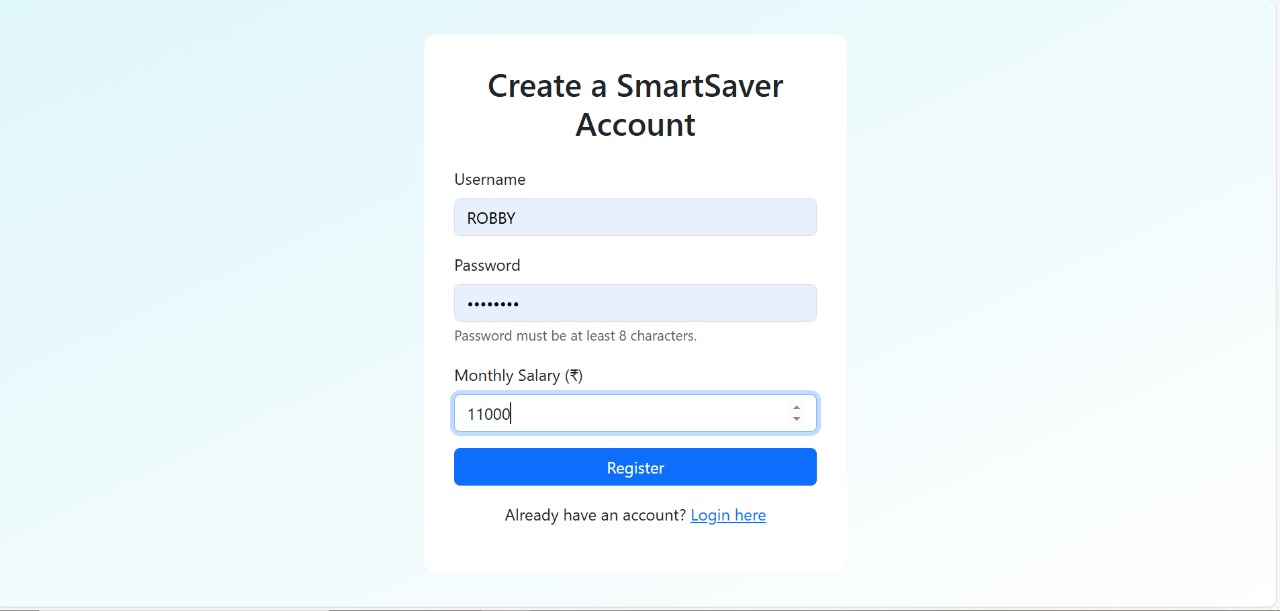 Create a SmartSaver
Account
Username
ROBBY
Password
••••••••
Password must be at least 8 characters.
Monthly Salary (₹)
11000
Register
Already have an account? Login here